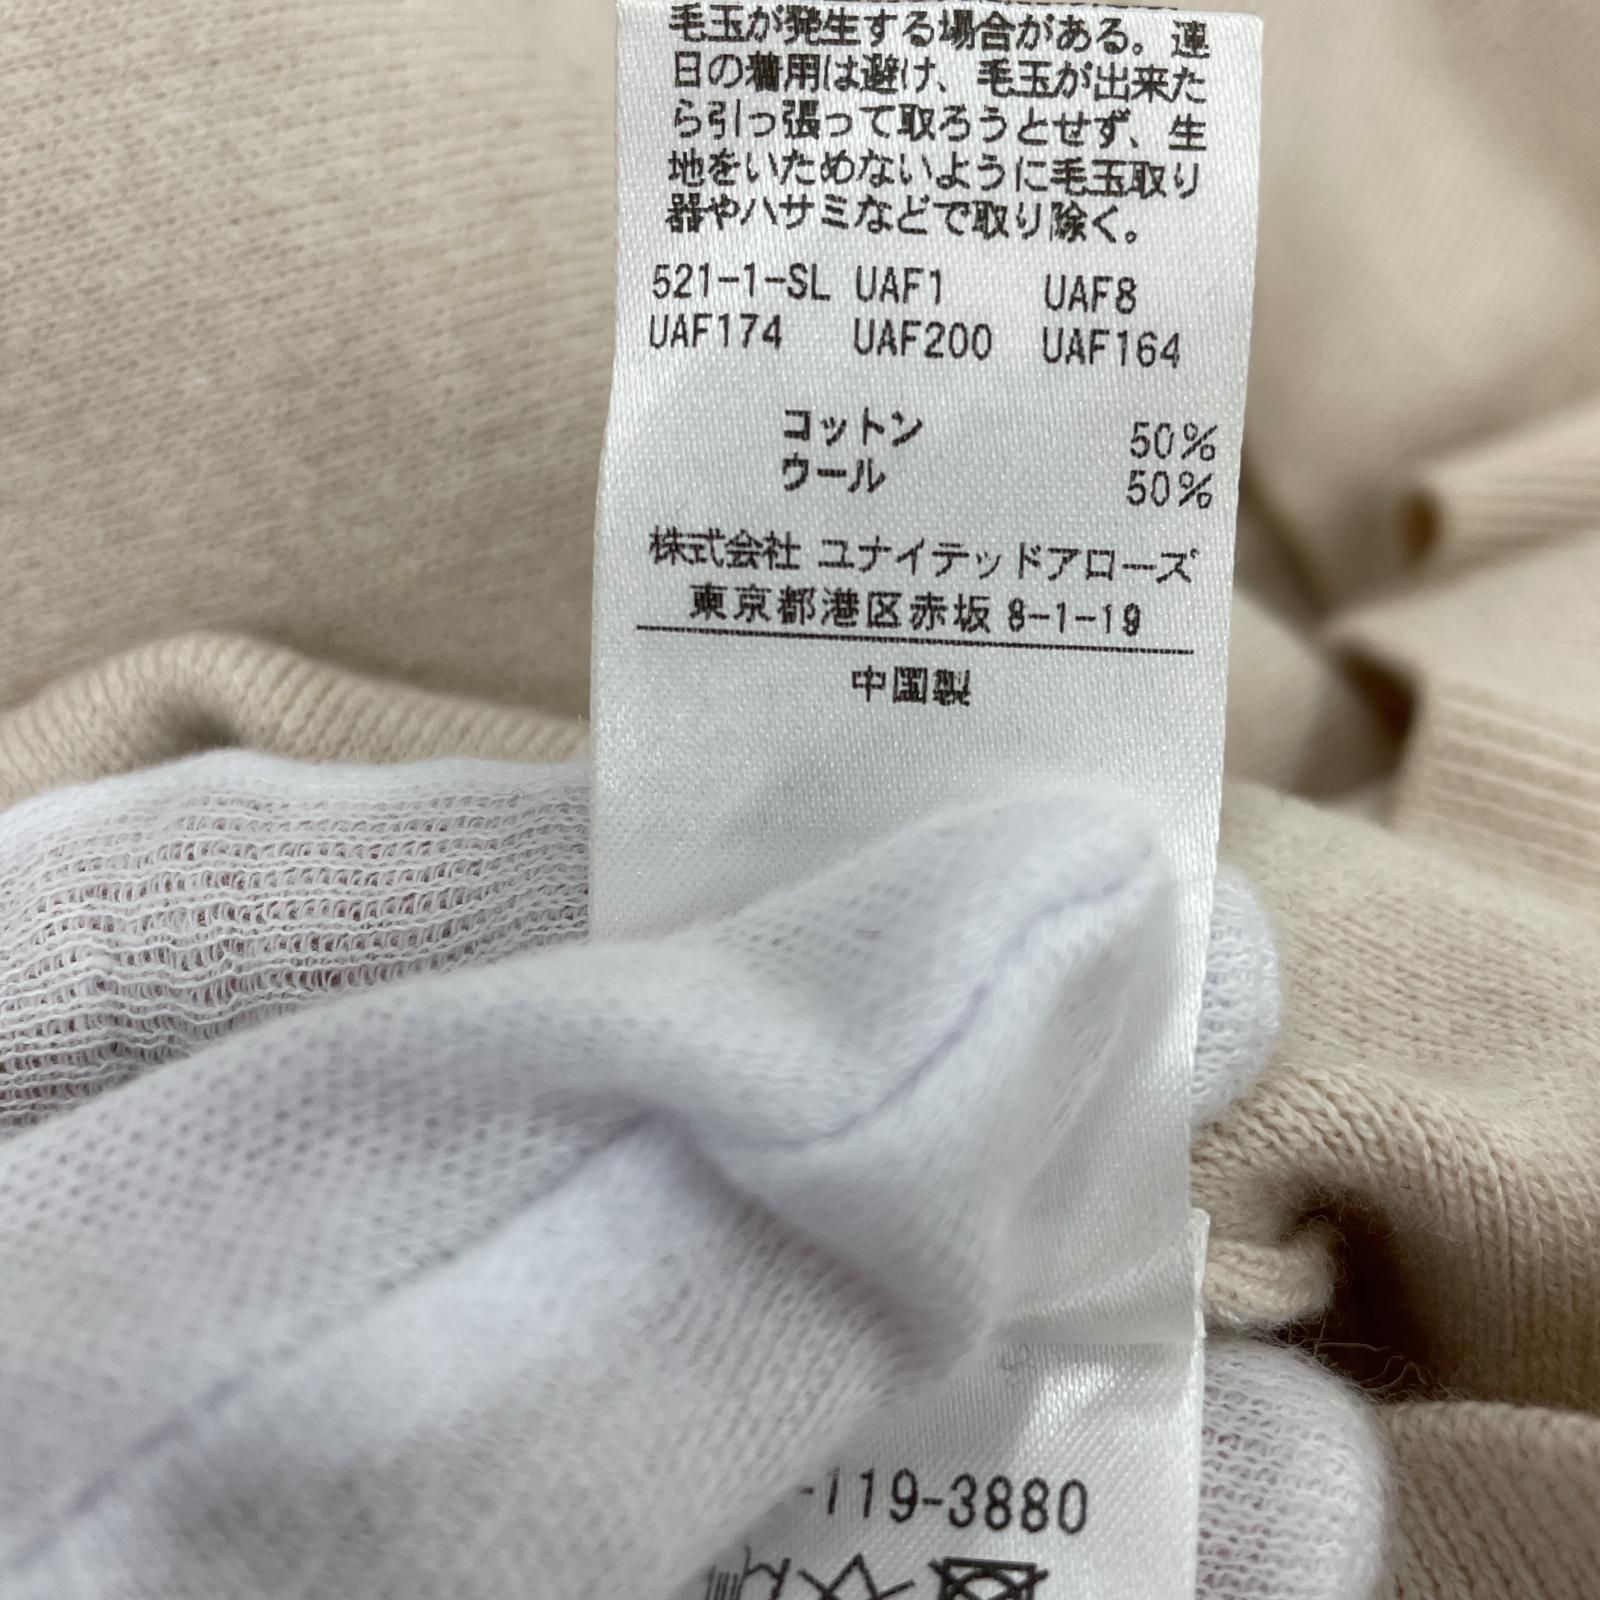 毛玉が発生する場合がある。連
日の着用は避け、毛玉が出来た
ら引っ張って取ろうとせず、生
地をいためないように毛玉取り
器やハサミなどで取り除く。
521-1-SL UAF1 UAF8
UAF174 UAF200 UAF164
コットン 50%
ウール 50%
株式会社 ユナイテッドアローズ
東京都港区赤坂 8-1-19
中国製
-119-3880